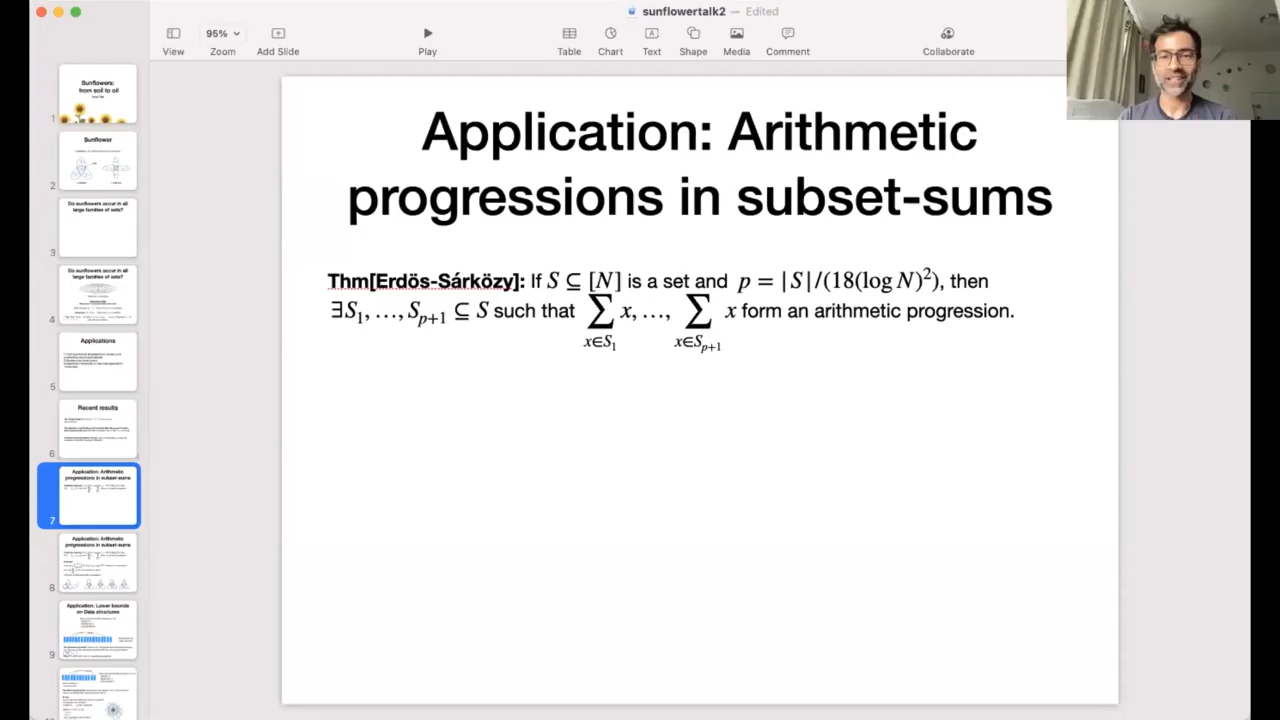 sunflowertalk2 — Edited
95%
View
Zoom
Add Slide
Play
Table
Chart
Text
Shape
Media
Comment
Collaborate
Sunflowers:
from soil to oil
1
Sunflower
2
Do sunflowers occur in all
large families of sets?
3
Do sunflowers occur in all
large families of sets?
4
Applications
5
Recent results
6
Application: Arithmetic
progressions in subset-sums
7
Application: Arithmetic
progressions in subset-sums
8
Application: Lower bounds
on Data structures
9
Application: Arithmetic
progressions in subset-sums
Thm[Erdös-Sárközy]: If S ⊆ [N] is a set and p = |S|/(18(log N)²), then
∃S₁, …, Sₚ₊₁ ⊆ S such that ∑_{x∈S₁} x, …, ∑_{x∈Sₚ₊₁} x form an arithmetic progression.